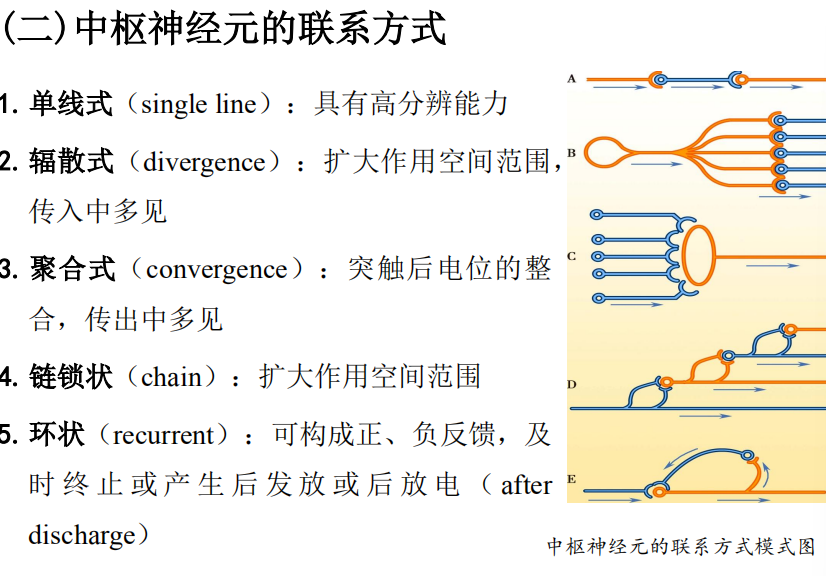 (二)中枢神经元的联系方式
1. 单线式（single line）：具有高分辨能力
2. 辐散式（divergence）：扩大作用空间范围，
传入中多见
3. 聚合式（convergence）：突触后电位的整
合，传出中多见
4. 链锁状（chain）：扩大作用空间范围
5. 环状（recurrent）：可构成正、负反馈，及
时终止或产生后发放或后放电（after
discharge）
A
B
C
D
E
中枢神经元的联系方式模式图